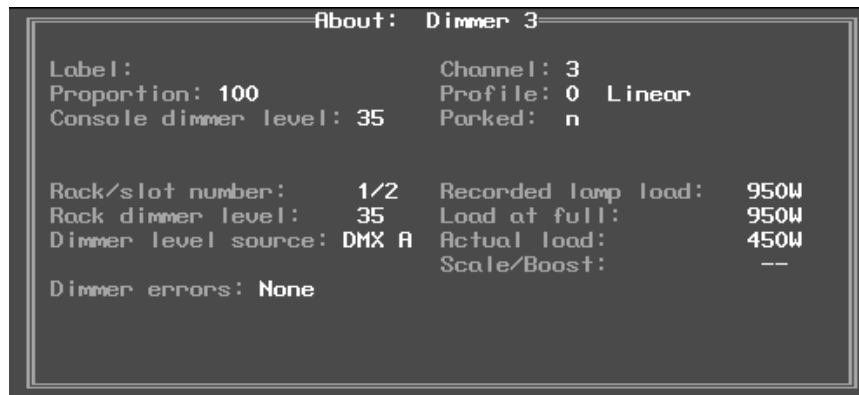 About: Dimmer 3
Label: Channel: 3
Proportion: 100 Profile: 0 Linear
Console dimmer level: 35 Parked: n
Rack/slot number: 1/2 Recorded lamp load: 950W
Rack dimmer level: 35 Load at full: 950W
Dimmer level source: DMX A Actual load: 450W
Scale/Boost: --
Dimmer errors: None